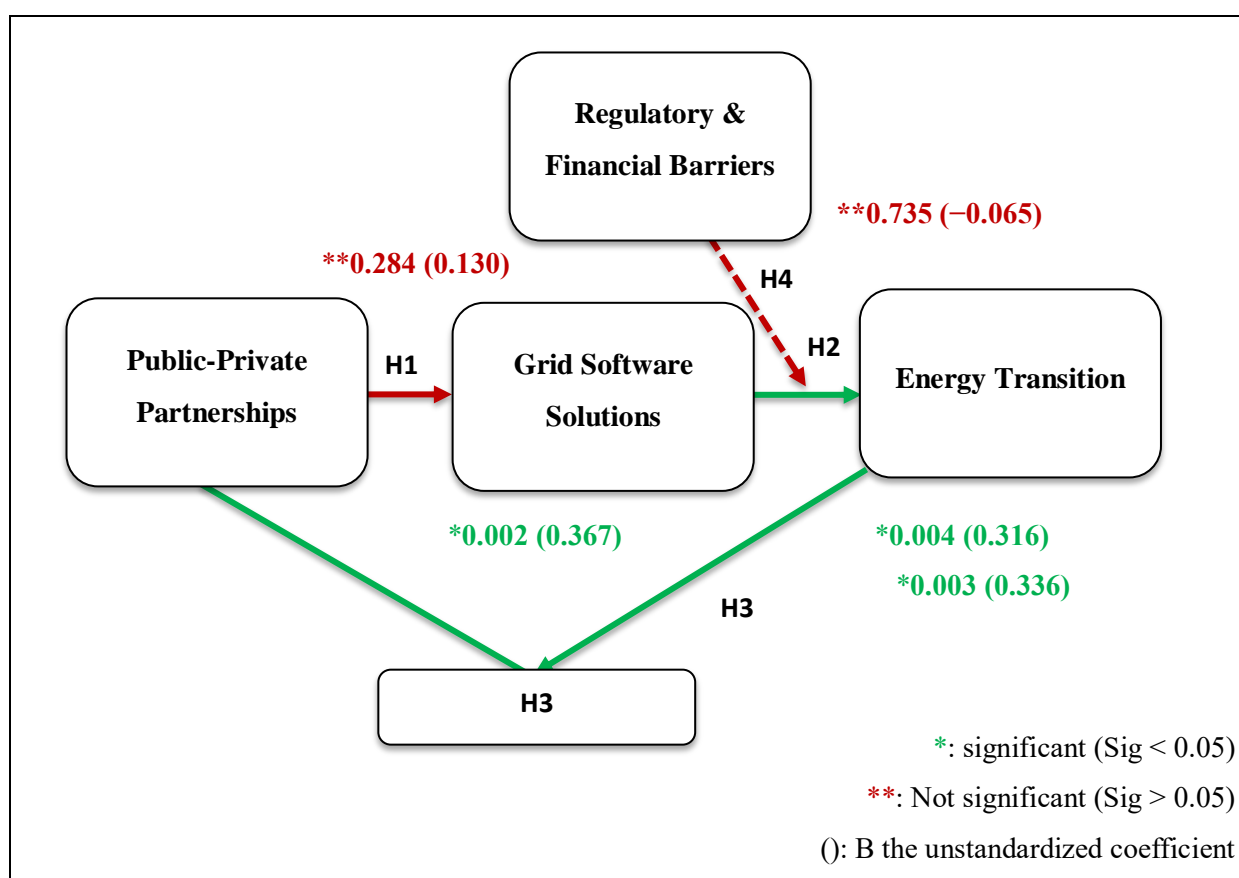 Regulatory &
Financial Barriers
**0.735 (−0.065)
**0.284 (0.130)
H4
Public-Private
Partnerships
H1
Grid Software
Solutions
H2
Energy Transition
*0.002 (0.367)
*0.004 (0.316)
*0.003 (0.336)
H3
H3
*: significant (Sig < 0.05)
**: Not significant (Sig > 0.05)
(): B the unstandardized coefficient